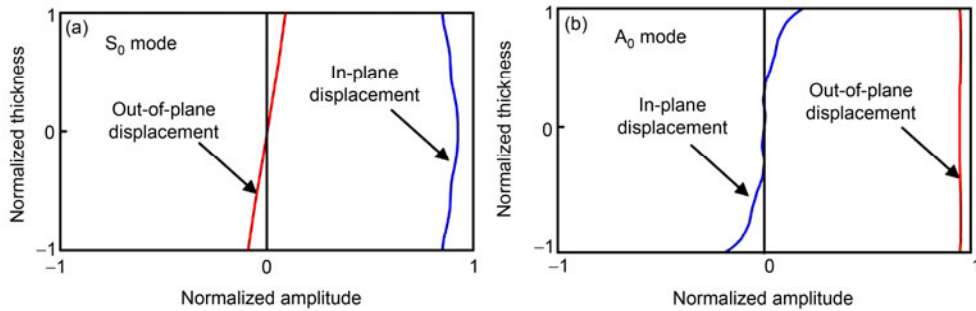 (a)
S₀ mode
Out-of-plane
displacement
In-plane
displacement
Normalized thickness
1
0
−1
−1
0
1
Normalized amplitude
(b)
A₀ mode
In-plane
displacement
Out-of-plane
displacement
Normalized thickness
1
0
−1
−1
0
1
Normalized amplitude